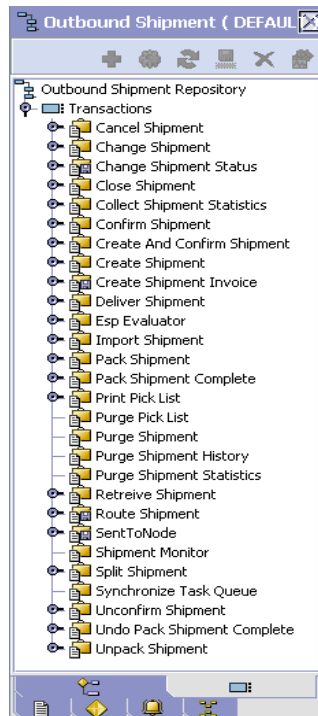 Outbound Shipment ( DEFAUL
Outbound Shipment Repository
Transactions
Cancel Shipment
Change Shipment
Change Shipment Status
Close Shipment
Collect Shipment Statistics
Confirm Shipment
Create And Confirm Shipment
Create Shipment
Create Shipment Invoice
Deliver Shipment
Esp Evaluator
Import Shipment
Pack Shipment
Pack Shipment Complete
Print Pick List
Purge Pick List
Purge Shipment
Purge Shipment History
Purge Shipment Statistics
Retreive Shipment
Route Shipment
SentToNode
Shipment Monitor
Split Shipment
Synchronize Task Queue
Unconfirm Shipment
Undo Pack Shipment Complete
Unpack Shipment